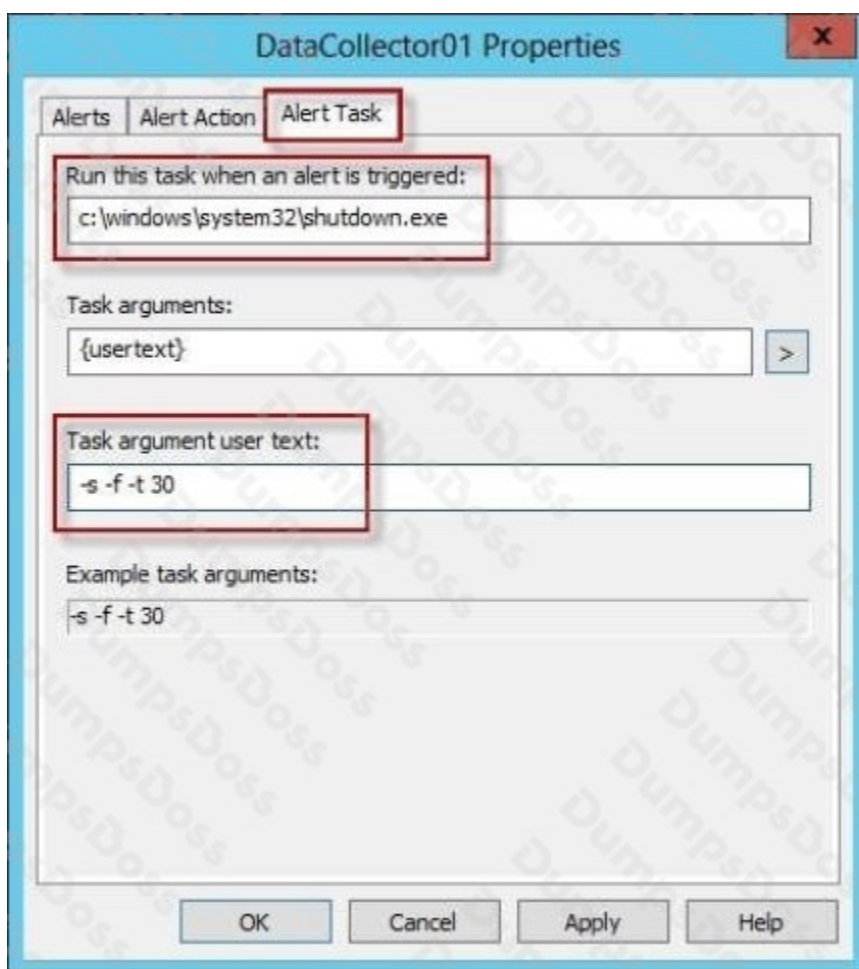 DataCollector01 Properties
x
Alerts
Alert Action
Alert Task
Run this task when an alert is triggered:
c:\windows\system32\shutdown.exe
Task arguments:
{usertext}
>
Task argument user text:
-s -f -t 30
Example task arguments:
-s -f -t 30
OK
Cancel
Apply
Help
DumpsDoss